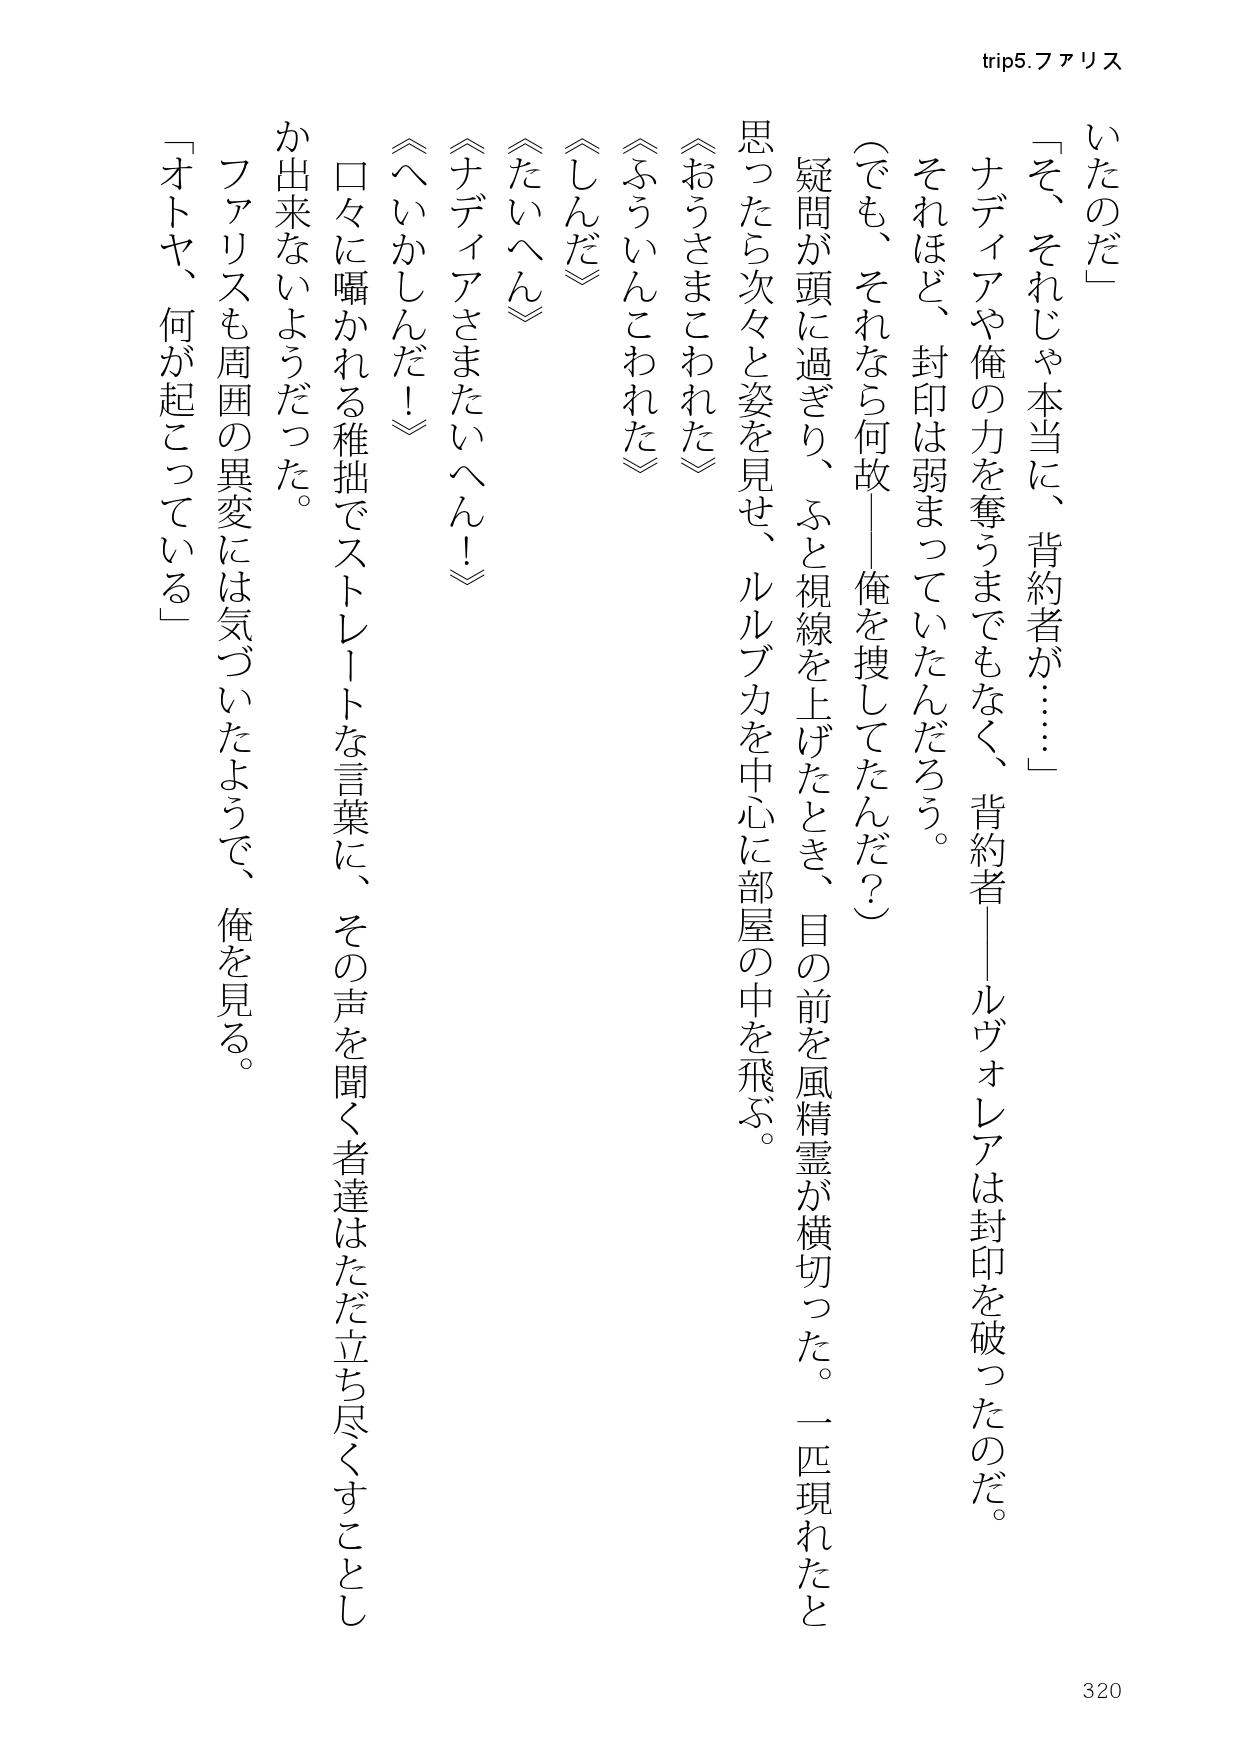 trip5.ファリス
いたのだ」
「そ、それじゃ本当に、背約者が……」
ナディアや俺の力を奪うまでもなく、背約者――ルヴォレアは封印を破ったのだ。
それほど、封印は弱まっていたんだろう。
（でも、それなら何故――俺を捜してたんだ？）
疑問が頭に過ぎり、ふと視線を上げたとき、目の前を風精霊が横切った。一匹現れたと
思ったら次々と姿を見せ、ルルブカを中心に部屋の中を飛ぶ。
《おうさまこわれた》
《ふういんこわれた》
《しんだ》
《たいへん》
《ナディアさまたいへん！》
《へいかしんだ！》
口々に囁かれる稚拙でストレートな言葉に、その声を聞く者達はただ立ち尽くすことし
か出来ないようだった。
ファリスも周囲の異変には気づいたようで、俺を見る。
「オトヤ、何が起こっている」
320